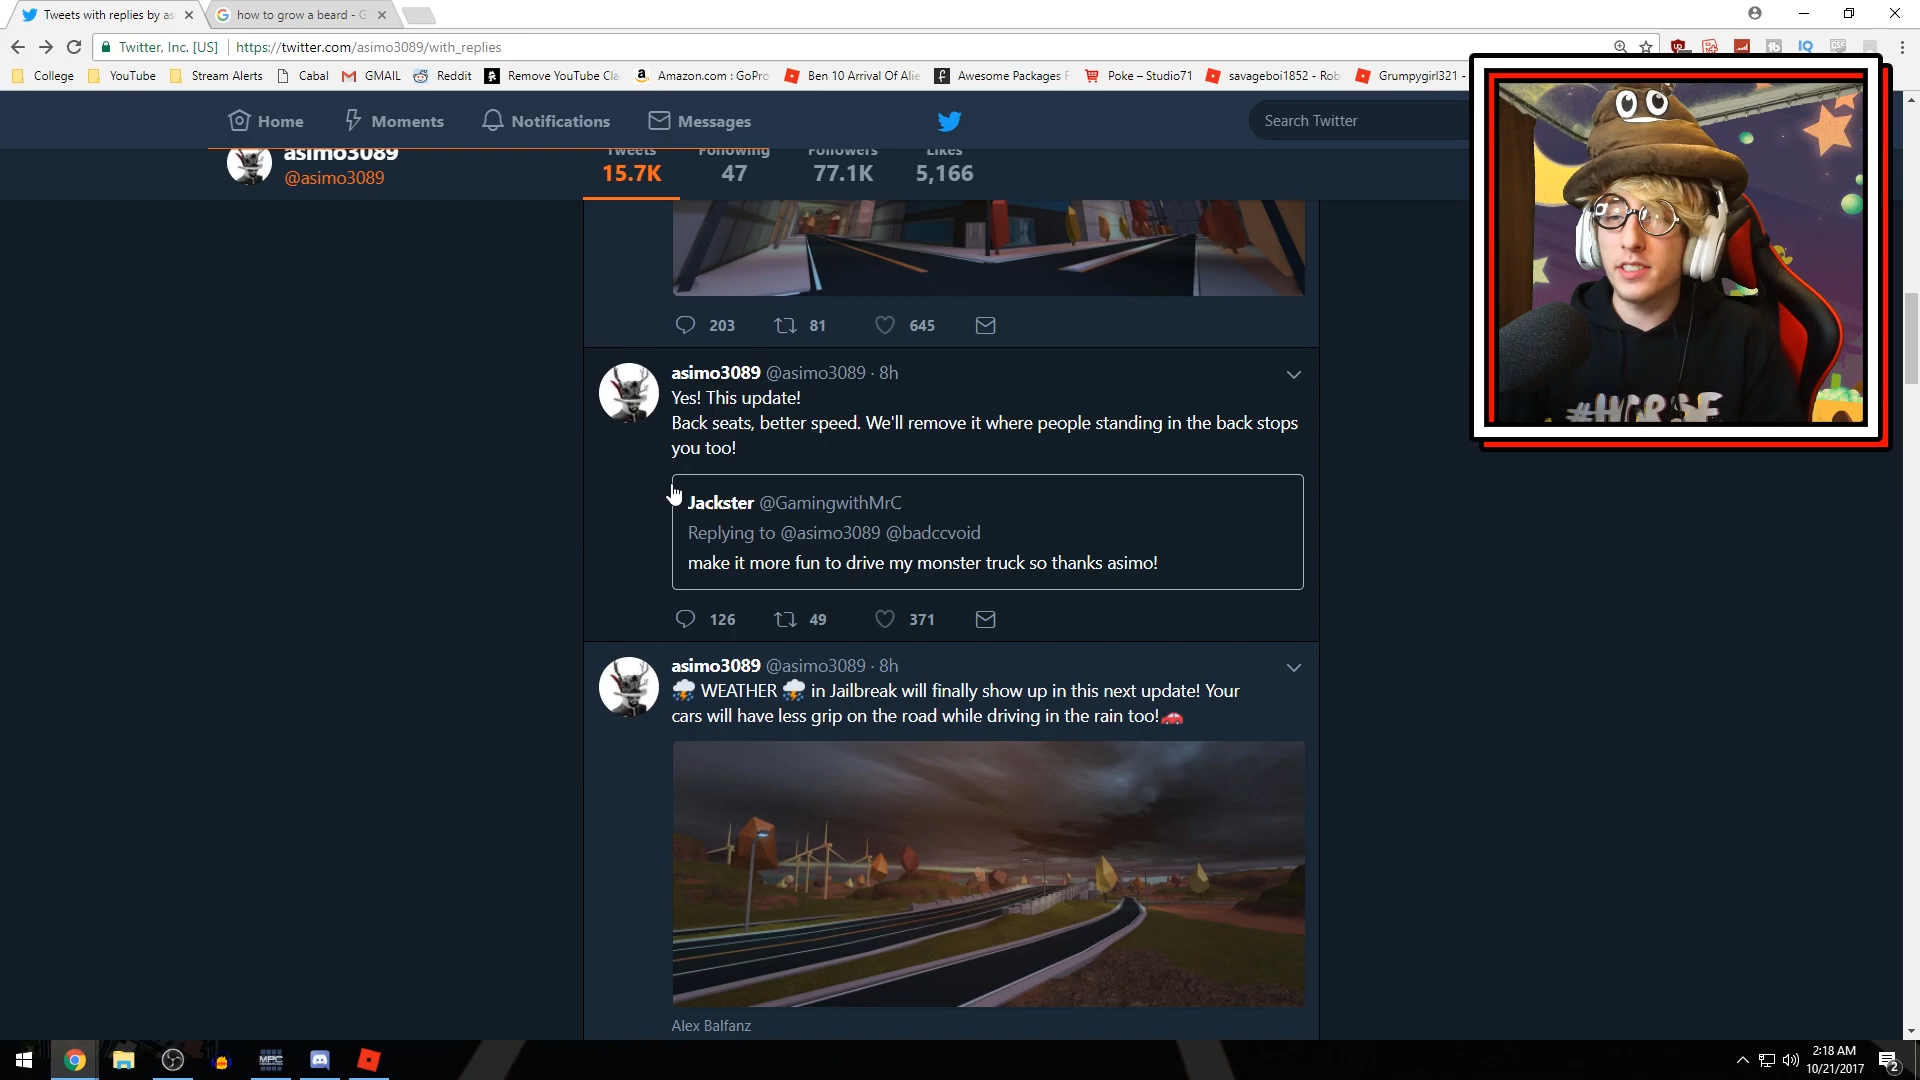 Tweets with replies by as
how to grow a beard - G
Twitter, Inc. [US] https://twitter.com/asimo3089/with_replies
College YouTube Stream Alerts Cabal GMAIL Reddit Remove YouTube Cla Amazon.com : GoPro Ben 10 Arrival Of Alie Awesome Packages F Poke – Studio71 savageboi1852 - Rob Grumpygirl321 -
Home Moments Notifications Messages Search Twitter
asimo3089 Tweets Following Followers Likes
@asimo3089 15.7K 47 77.1K 5,166
203 81 645
asimo3089 @asimo3089 · 8h
Yes! This update!
Back seats, better speed. We'll remove it where people standing in the back stops
you too!
Jackster @GamingwithMrC
Replying to @asimo3089 @badccvoid
make it more fun to drive my monster truck so thanks asimo!
126 49 371
asimo3089 @asimo3089 · 8h
⛈ WEATHER ⛈ in Jailbreak will finally show up in this next update! Your
cars will have less grip on the road while driving in the rain too!🚗
Alex Balfanz
MPC
2:18 AM
10/21/2017
2